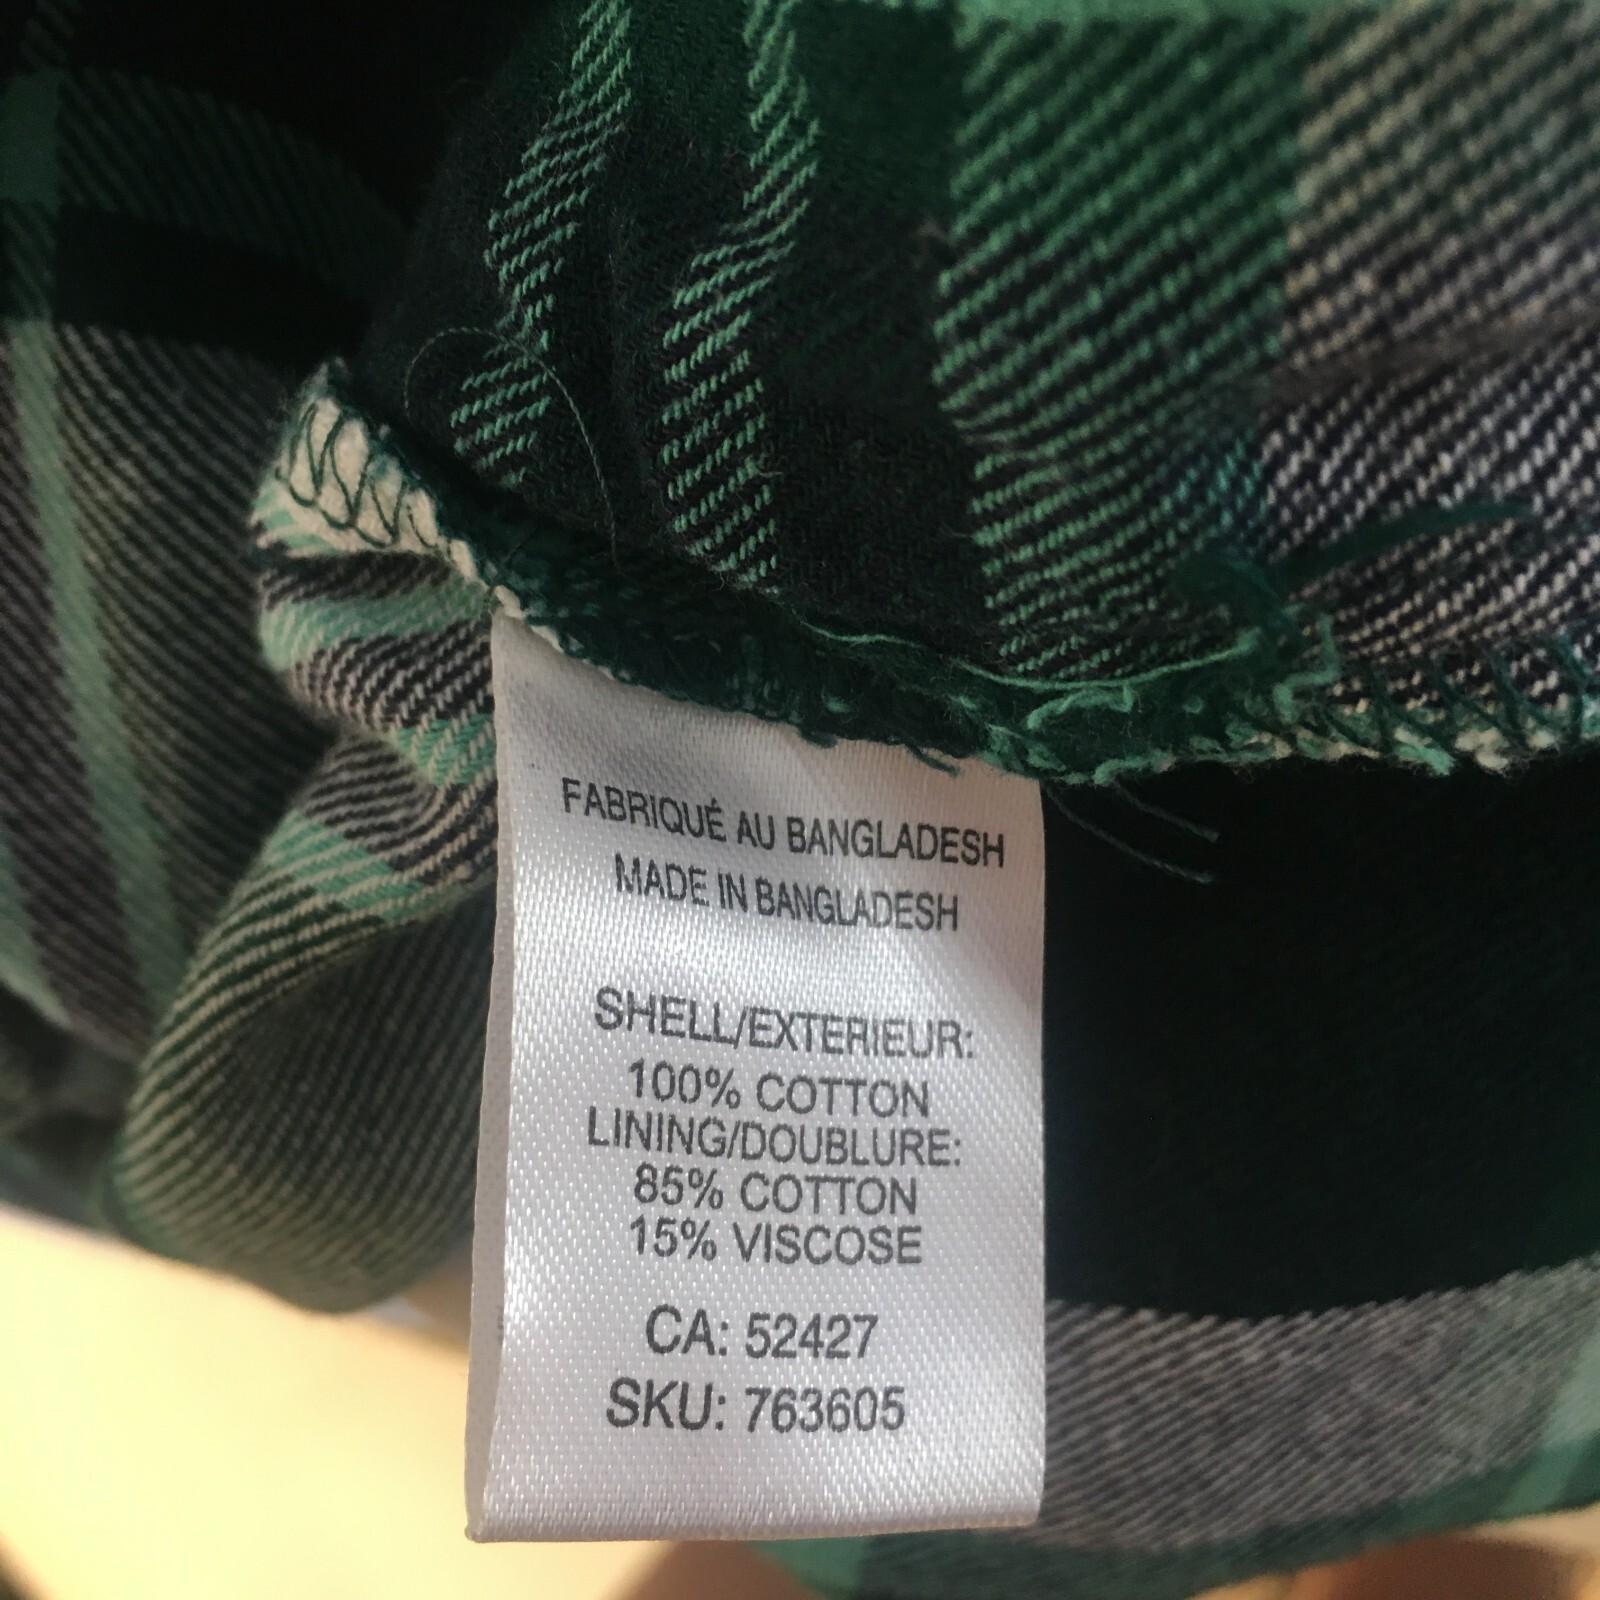 FABRIQUÉ AU BANGLADESH
MADE IN BANGLADESH
SHELL/EXTERIEUR:
100% COTTON
LINING/DOUBLURE:
85% COTTON
15% VISCOSE
CA: 52427
SKU: 763605